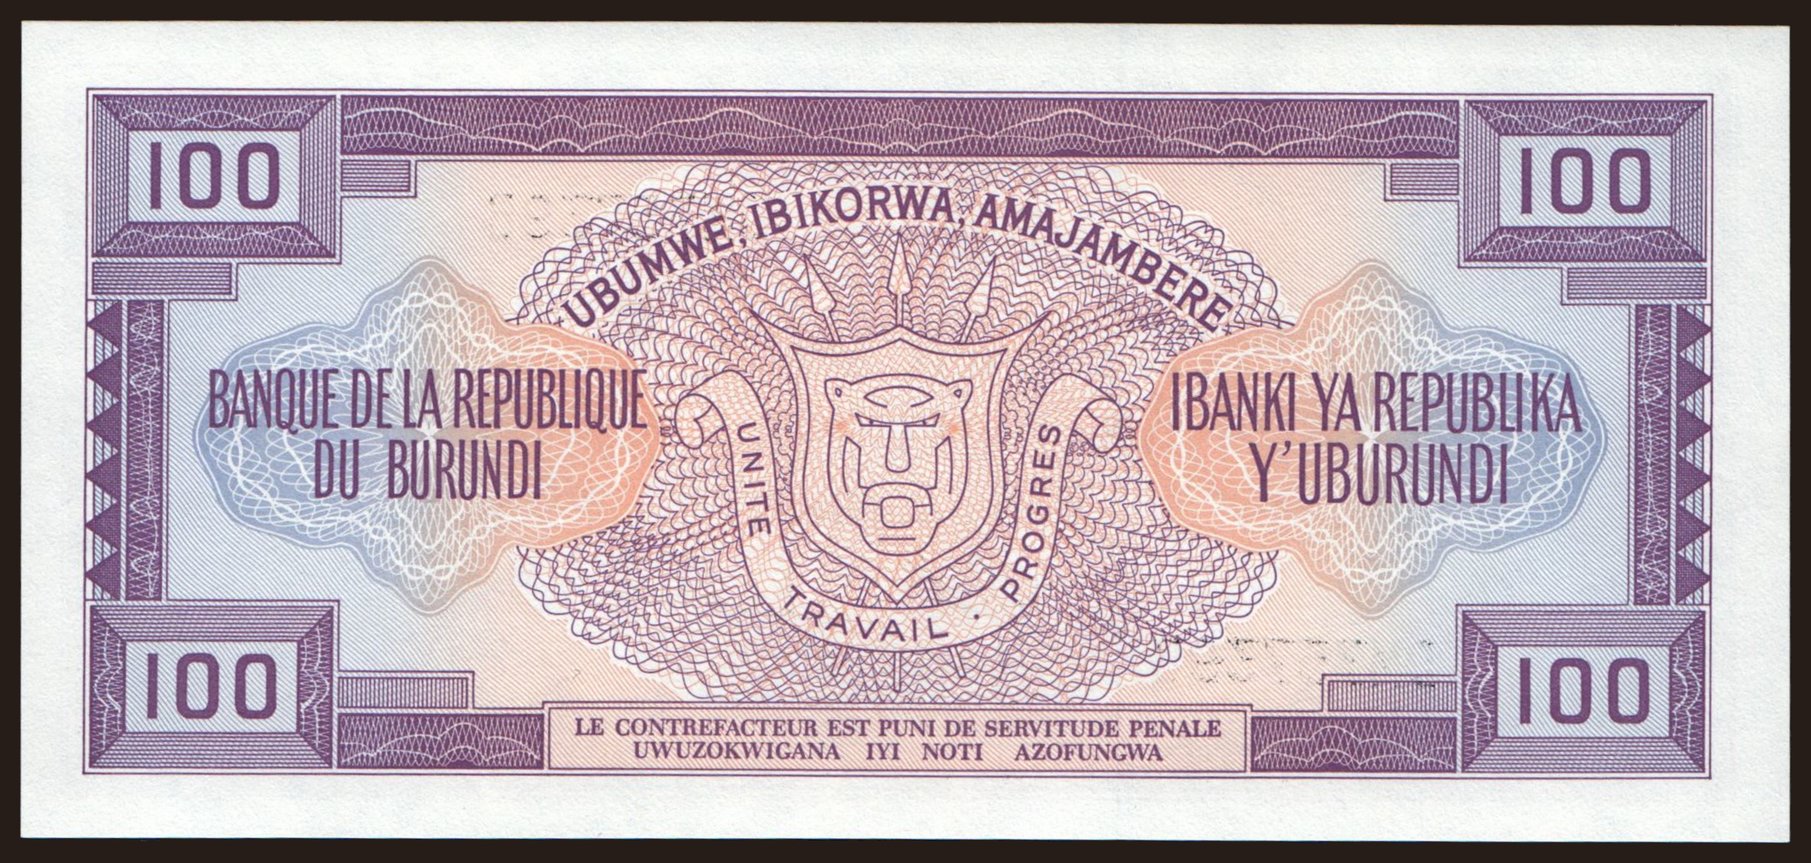 100
100
UBUMWE, IBIKORWA, AMAJAMBERE
BANQUE DE LA REPUBLIQUE
DU BURUNDI
IBANKI YA REPUBLIKA
Y'UBURUNDI
UNITE TRAVAIL · PROGRES
100
100
LE CONTREFACTEUR EST PUNI DE SERVITUDE PENALE
UWUZOKWIGANA IYI NOTI AZOFUNGWA